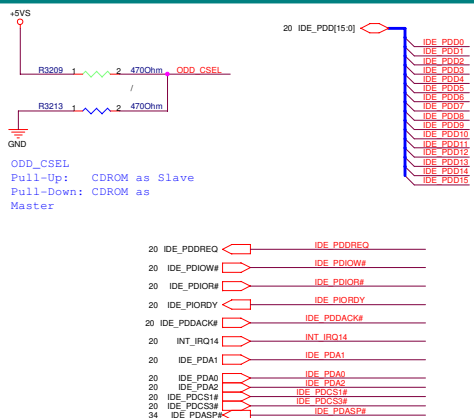 +5VS
20 IDE_PDD[15:0]
IDE_PDD0
IDE_PDD1
IDE_PDD2
IDE_PDD3
IDE_PDD4
IDE_PDD5
IDE_PDD6
IDE_PDD7
IDE_PDD8
IDE_PDD9
IDE_PDD10
IDE_PDD11
IDE_PDD12
IDE_PDD13
IDE_PDD14
IDE_PDD15
R3209 1 2 470Ohm ODD_CSEL
/
R3213 1 2 470Ohm
GND
ODD_CSEL
Pull-Up: CDROM as Slave
Pull-Down: CDROM as
Master
20 IDE_PDDREQ IDE_PDDREQ
20 IDE_PDIOW# IDE_PDIOW#
20 IDE_PDIOR# IDE_PDIOR#
20 IDE_PIORDY IDE_PIORDY
20 IDE_PDDACK# IDE_PDDACK#
20 INT_IRQ14 INT_IRQ14
20 IDE_PDA1 IDE_PDA1
20 IDE_PDA0 IDE_PDA0
20 IDE_PDA2 IDE_PDA2
20 IDE_PDCS1# IDE_PDCS1#
20 IDE_PDCS3# IDE_PDCS3#
34 IDE_PDASP# IDE_PDASP#